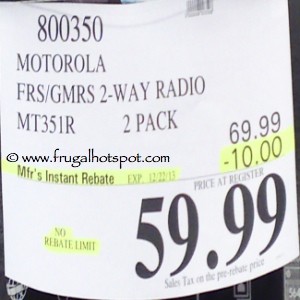 800350
MOTOROLA
FRS/GMRS 2-WAY RADIO
MT351R 2 PACK
69.99
www.frugalhotspot.com
-10.00
Mfr's Instant Rebate EXP. 12/22/13
PRICE AT REGISTER
NO
REBATE LIMIT
59.99
Sales Tax on the pre-rebate price